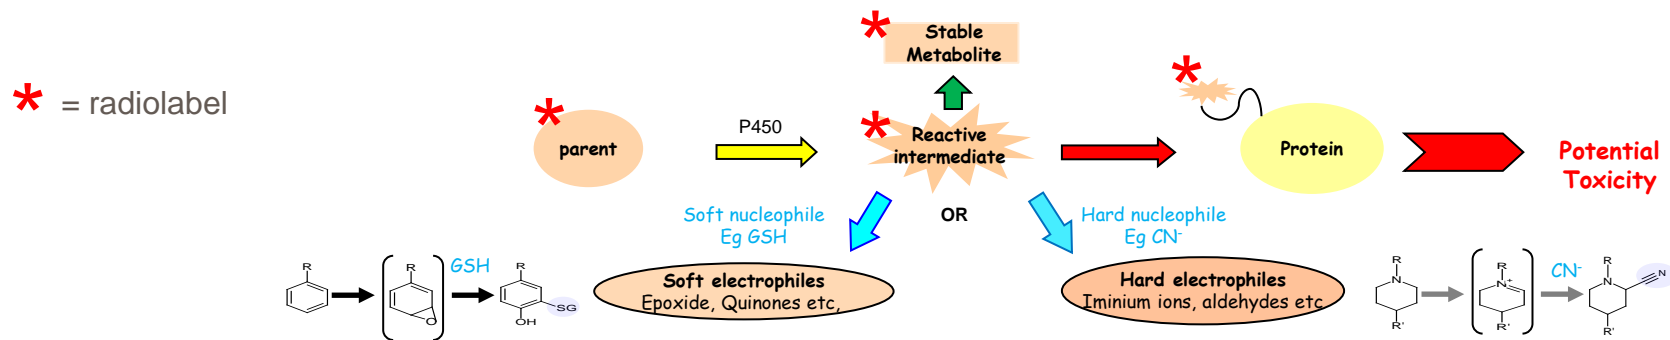 * = radiolabel
*
parent
P450
*
Stable
Metabolite
*
Reactive
intermediate
*
Protein
Potential
Toxicity
Soft nucleophile
Eg GSH
OR
Hard nucleophile
Eg CN-
Soft electrophiles
Epoxide, Quinones etc,
Hard electrophiles
Iminium ions, aldehydes etc
R
R
O
GSH
R
SG
OH
R
N
R'
R
N+
R'
CN-
R
N
N
R'